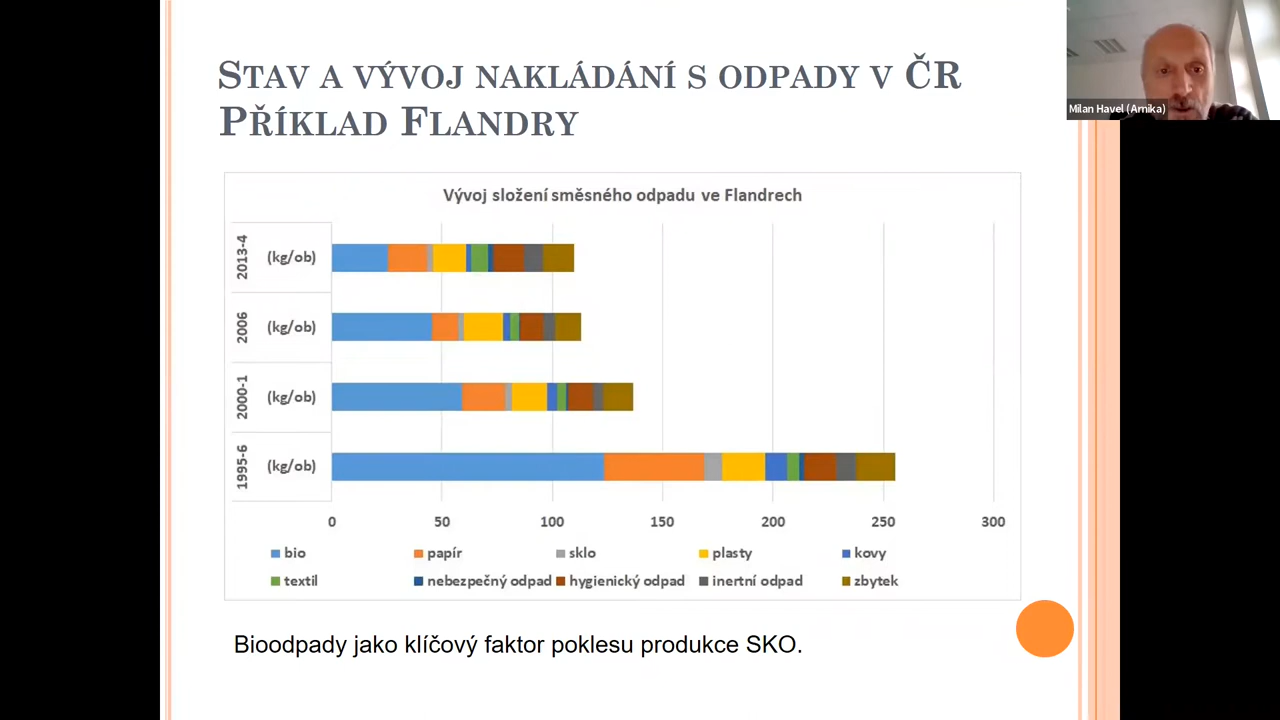 Stav a vývoj nakládání s odpady v ČR
Příklad Flandry
Milan Havel (Arnika)
Vývoj složení směsného odpadu ve Flandrech
2013-4 (kg/ob)
2006 (kg/ob)
2000-1 (kg/ob)
1995-6 (kg/ob)
0 50 100 150 200 250 300
bio papír sklo plasty kovy
textil nebezpečný odpad hygienický odpad inertní odpad zbytek
Bioodpady jako klíčový faktor poklesu produkce SKO.